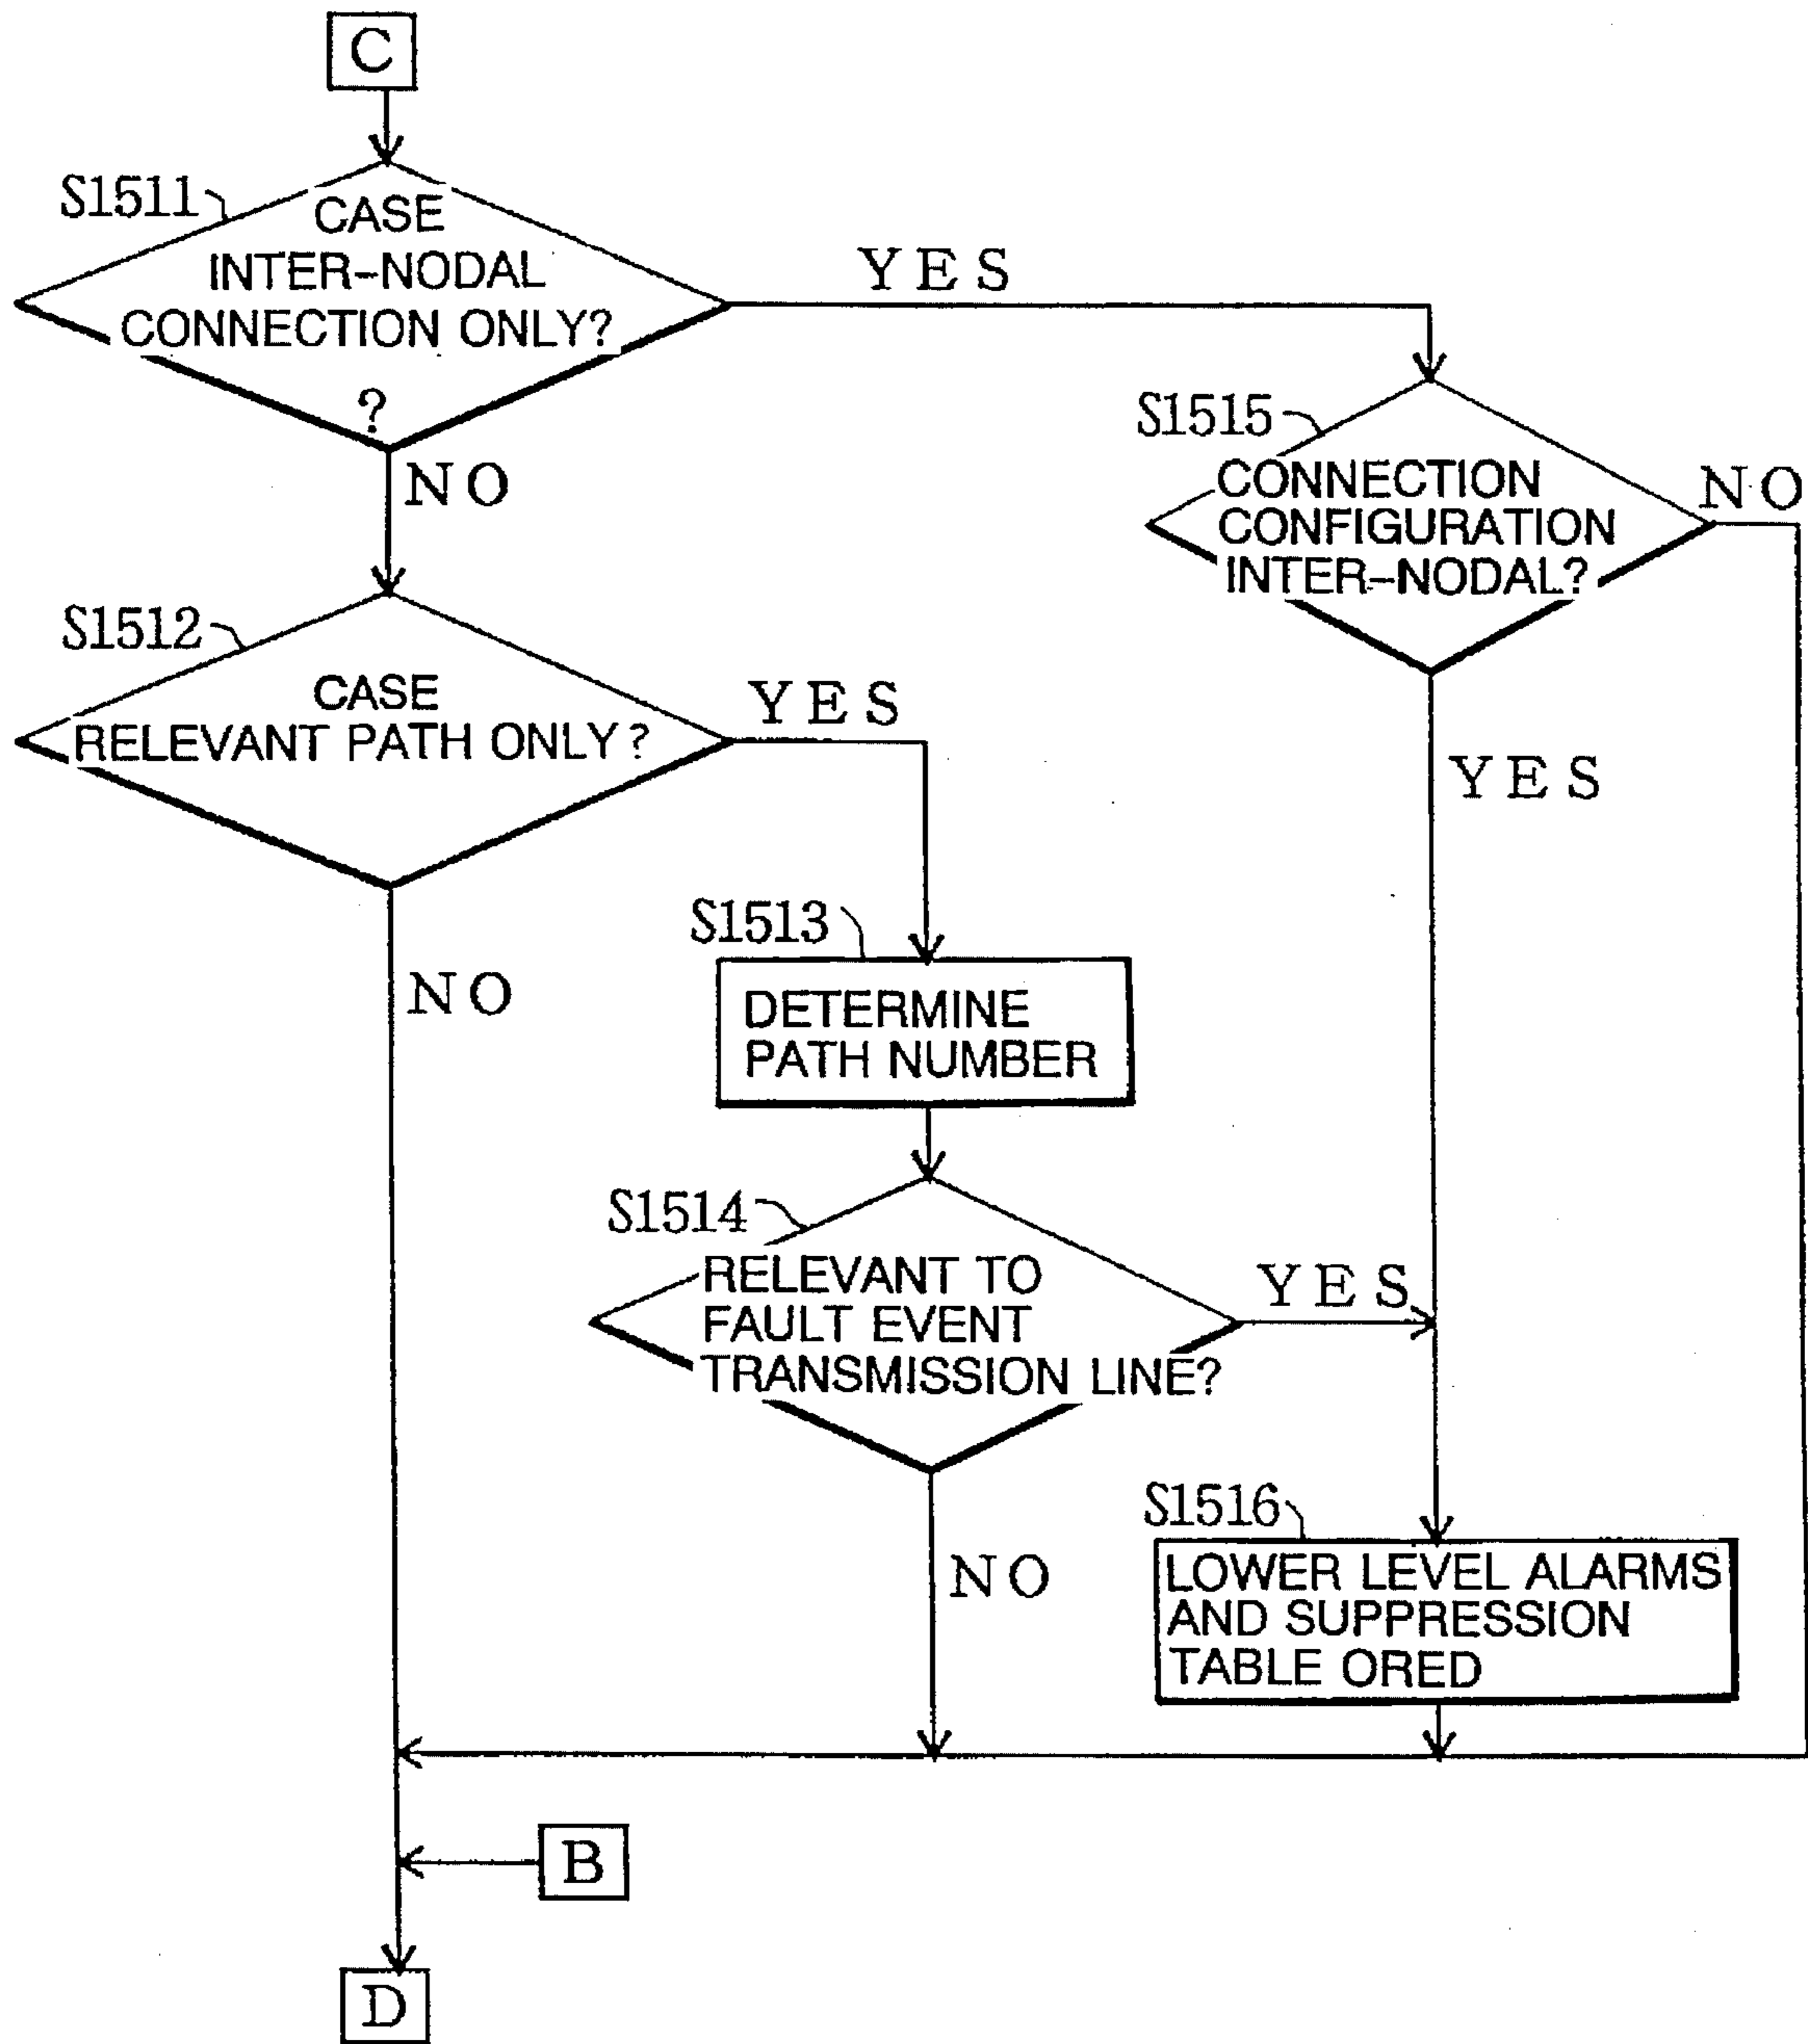 C
S1511
CASE
INTER-NODAL
CONNECTION ONLY?
?
YES
NO
S1515
CONNECTION
CONFIGURATION
INTER-NODAL?
NO
YES
S1512
CASE
RELEVANT PATH ONLY?
YES
NO
S1513
DETERMINE
PATH NUMBER
S1514
RELEVANT TO
FAULT EVENT
TRANSMISSION LINE?
YES
NO
S1516
LOWER LEVEL ALARMS
AND SUPPRESSION
TABLE ORED
B
D